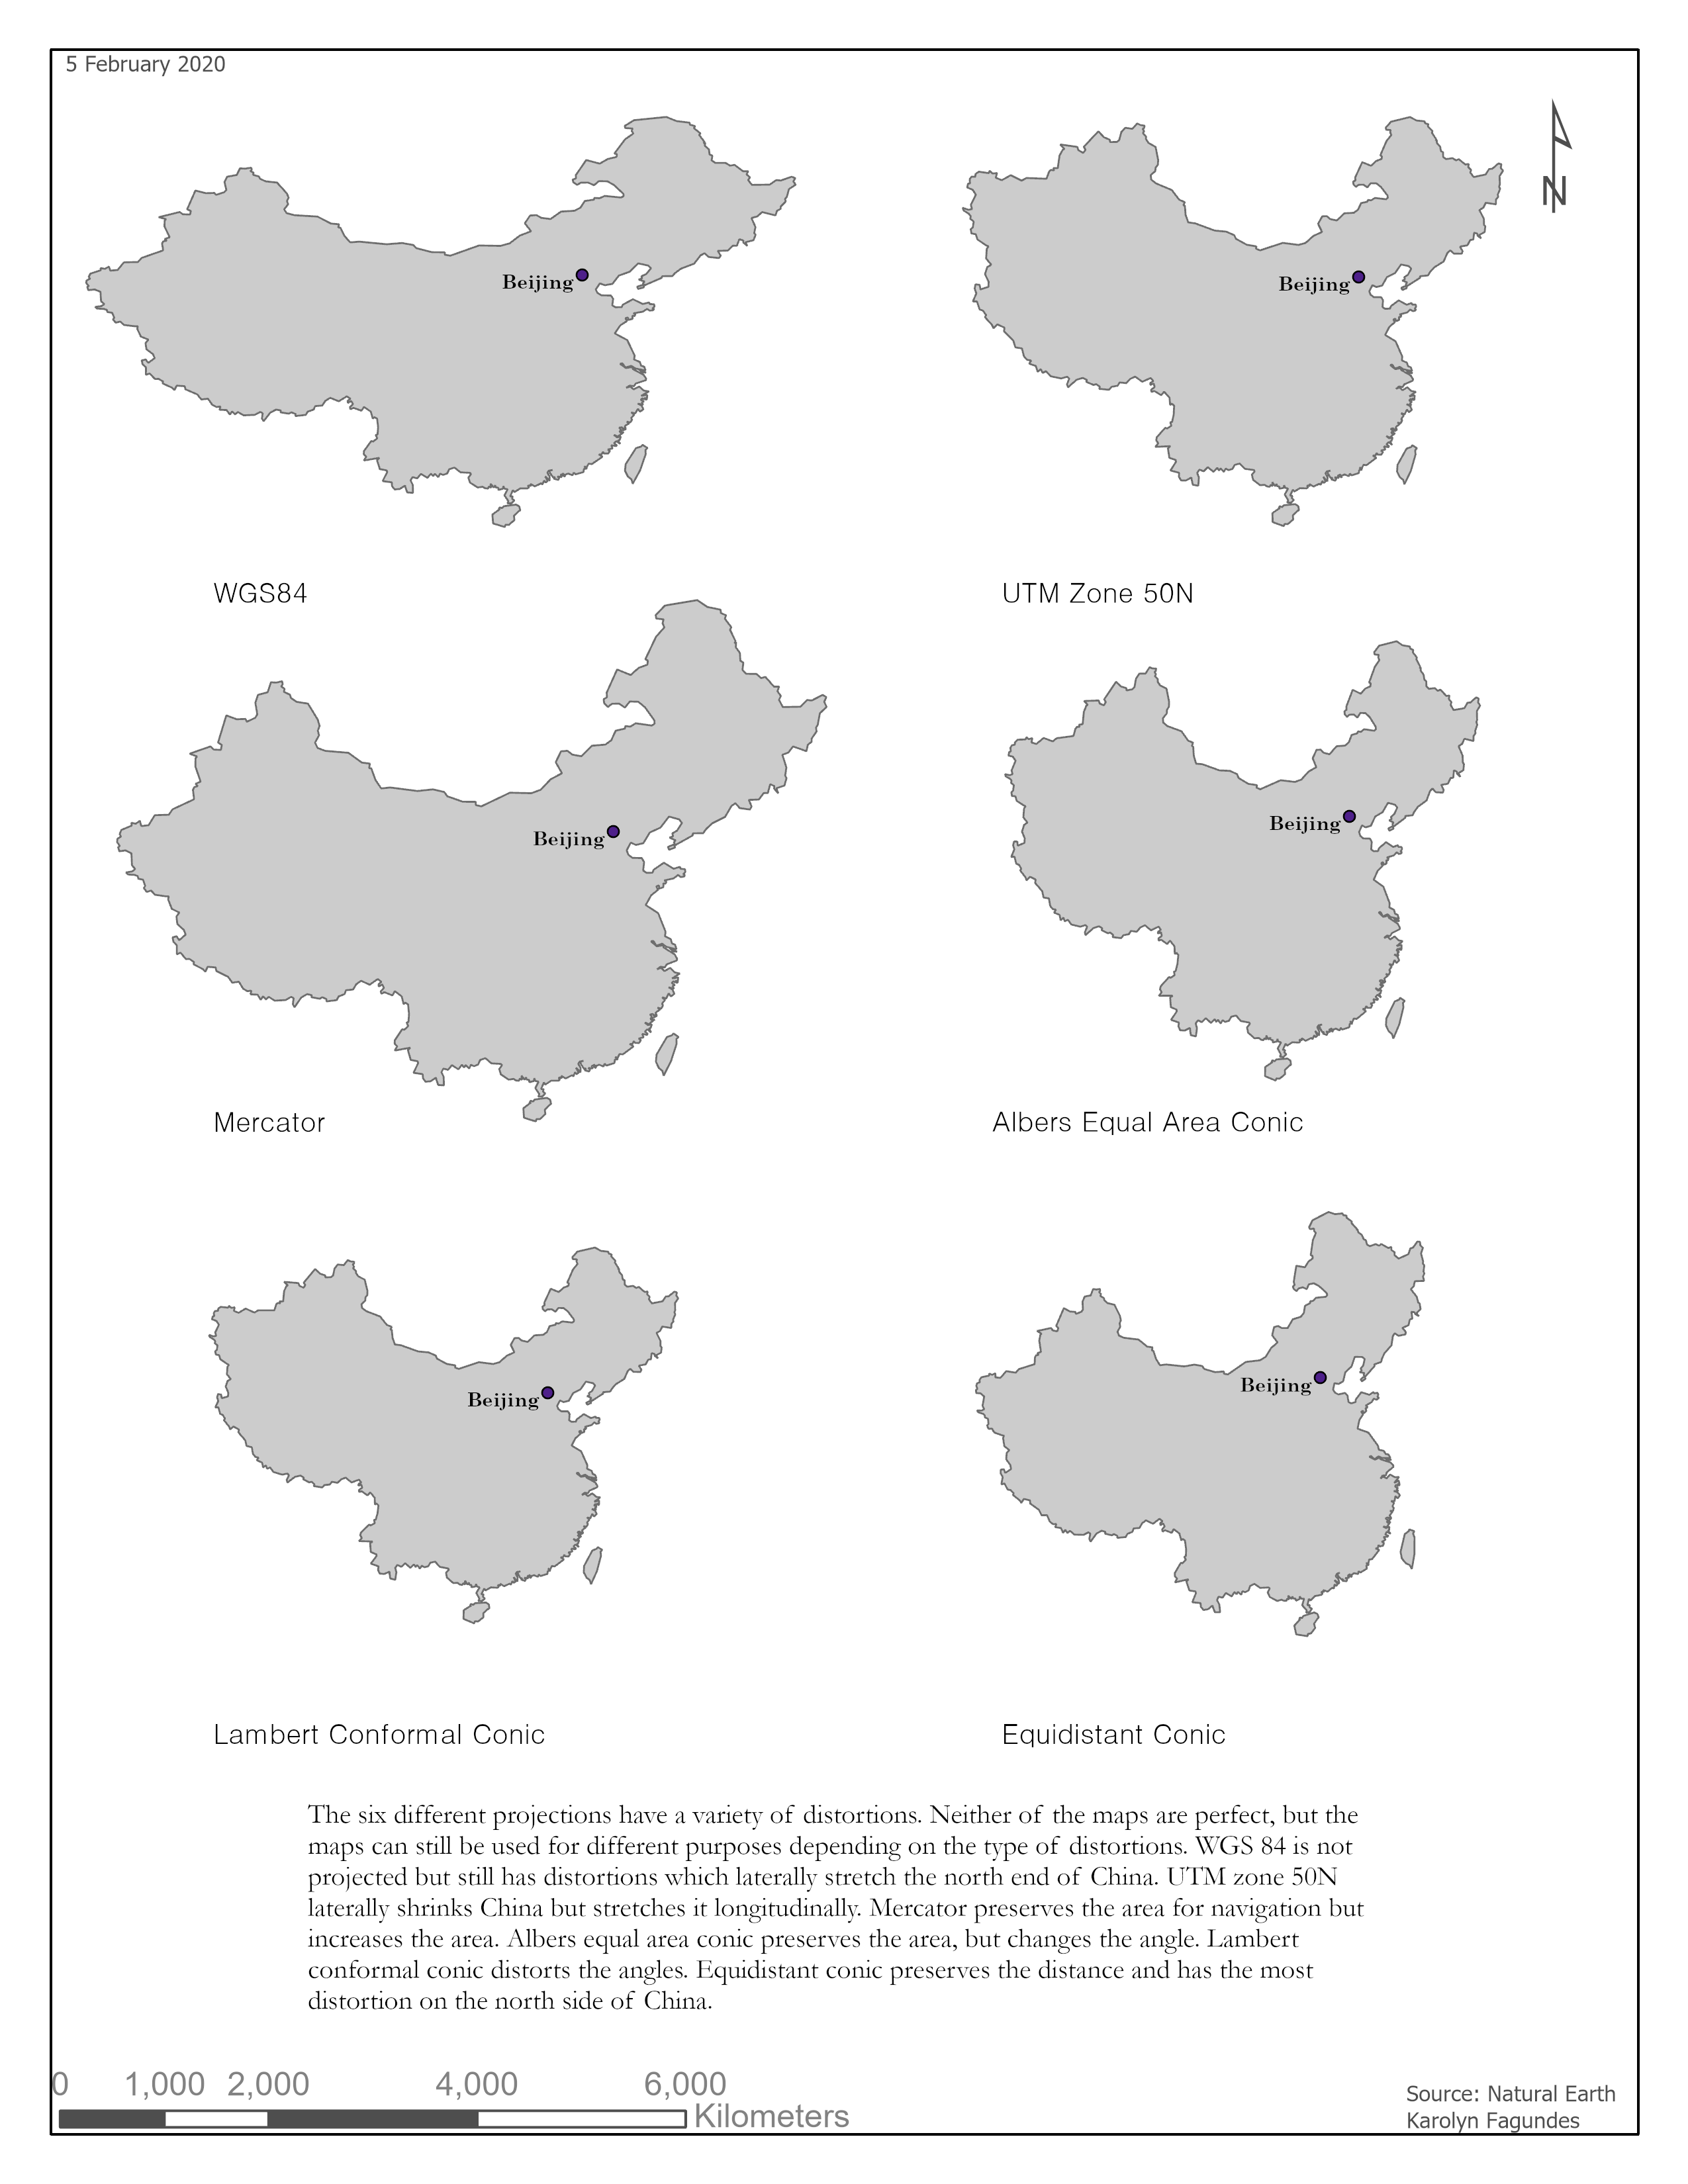 5 February 2020
N
Beijing
Beijing
WGS84
UTM Zone 50N
Beijing
Beijing
Mercator
Albers Equal Area Conic
Beijing
Beijing
Lambert Conformal Conic
Equidistant Conic
The six different projections have a variety of distortions. Neither of the maps are perfect, but the
maps can still be used for different purposes depending on the type of distortions. WGS 84 is not
projected but still has distortions which laterally stretch the north end of China. UTM zone 50N
laterally shrinks China but stretches it longitudinally. Mercator preserves the area for navigation but
increases the area. Albers equal area conic preserves the area, but changes the angle. Lambert
conformal conic distorts the angles. Equidistant conic preserves the distance and has the most
distortion on the north side of China.
0 1,000 2,000 4,000 6,000
Kilometers
Source: Natural Earth
Karolyn Fagundes